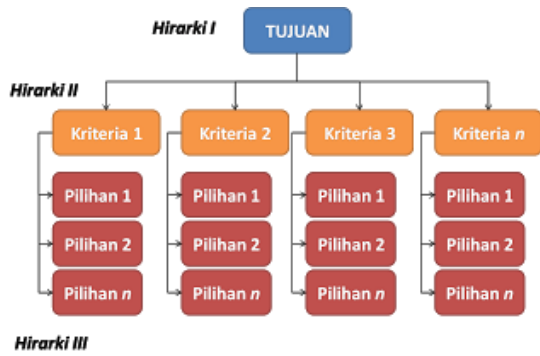 Hirarki I
TUJUAN
Hirarki II
Kriteria 1 Kriteria 2 Kriteria 3 Kriteria n
Pilihan 1 Pilihan 1 Pilihan 1 Pilihan 1
Pilihan 2 Pilihan 2 Pilihan 2 Pilihan 2
Pilihan n Pilihan n Pilihan n Pilihan n
Hirarki III